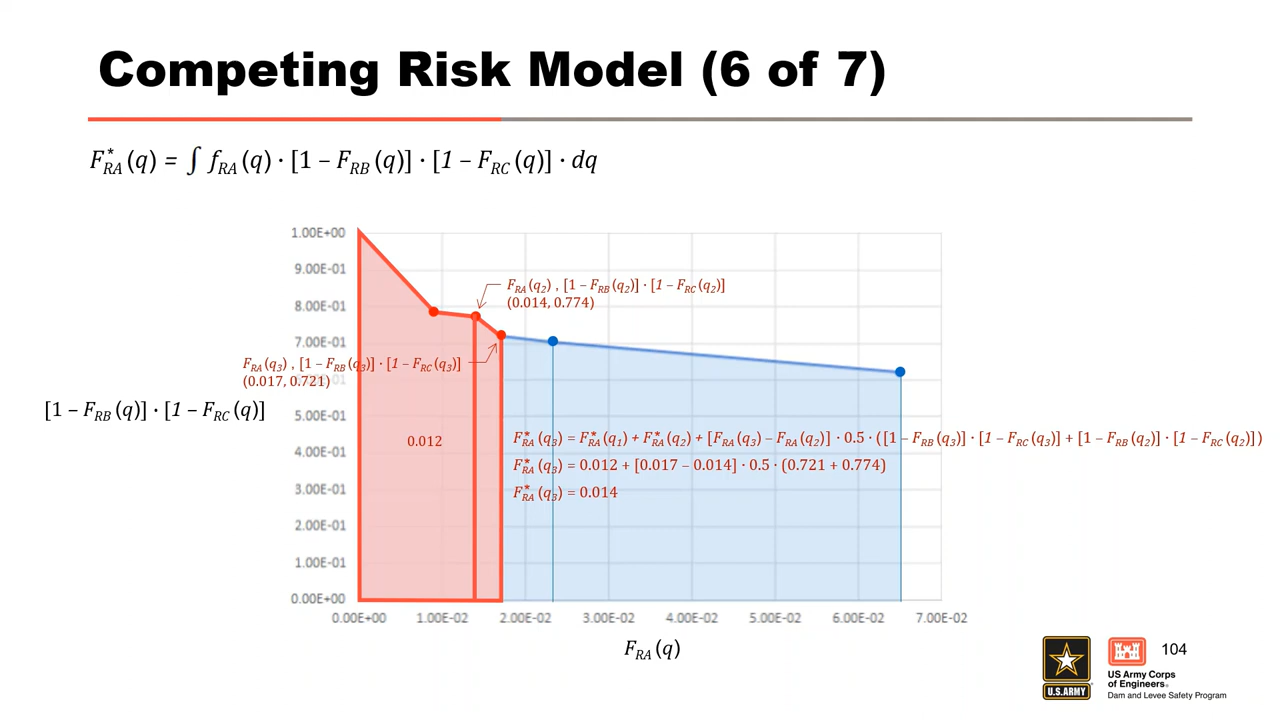 Competing Risk Model (6 of 7)
F*RA (q) = ∫ fRA (q) · [1 – FRB (q)] · [1 – FRC (q)] · dq
1.00E+00
9.00E-01
8.00E-01
7.00E-01
5.00E-01
4.00E-01
3.00E-01
2.00E-01
1.00E-01
0.00E+00
FRA (q2) , [1 – FRB (q2)] · [1 – FRC (q2)]
(0.014, 0.774)
FRA (q3) , [1 – FRB (q3)] · [1 – FRC (q3)]
(0.017, 0.721)
[1 – FRB (q)] · [1 – FRC (q)]
0.012
F*RA (q3) = F*RA (q1) + F*RA (q2) + [FRA (q3) – FRA (q2)] · 0.5 · ([1 – FRB (q3)] · [1 – FRC (q3)] + [1 – FRB (q2)] · [1 – FRC (q2)])
F*RA (q3) = 0.012 + [0.017 – 0.014] · 0.5 · (0.721 + 0.774)
F*RA (q3) = 0.014
0.00E+00 1.00E-02 2.00E-02 3.00E-02 4.00E-02 5.00E-02 6.00E-02 7.00E-02
FRA (q)
U.S.ARMY
US Army Corps
of Engineers®
Dam and Levee Safety Program
104